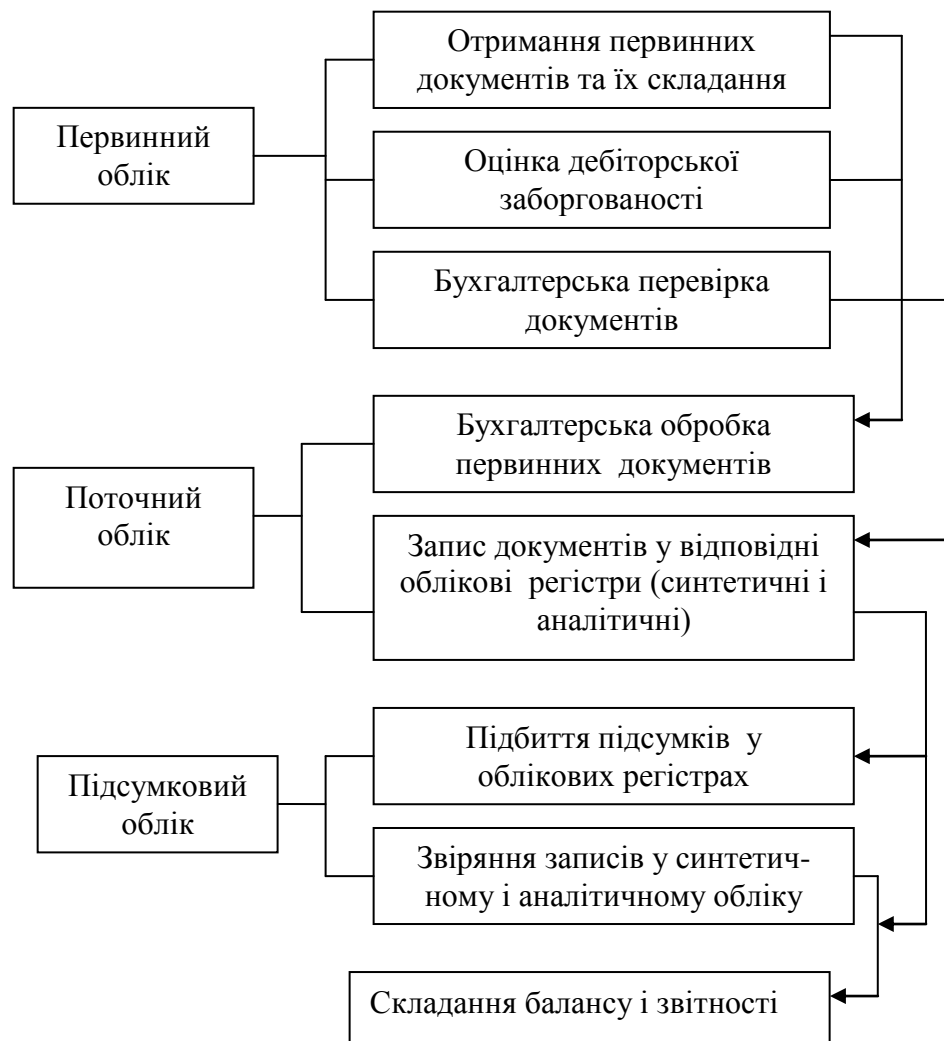 Отримання первинних
документів та їх складання
Первинний
облік
Оцінка дебіторської
заборгованості
Бухгалтерська перевірка
документів
Бухгалтерська обробка
первинних документів
Поточний
облік
Запис документів у відповідні
облікові регістри (синтетичні і
аналітичні)
Підбиття підсумків у
облікових регістрах
Підсумковий
облік
Звіряння записів у синтетич-
ному і аналітичному обліку
Складання балансу і звітності